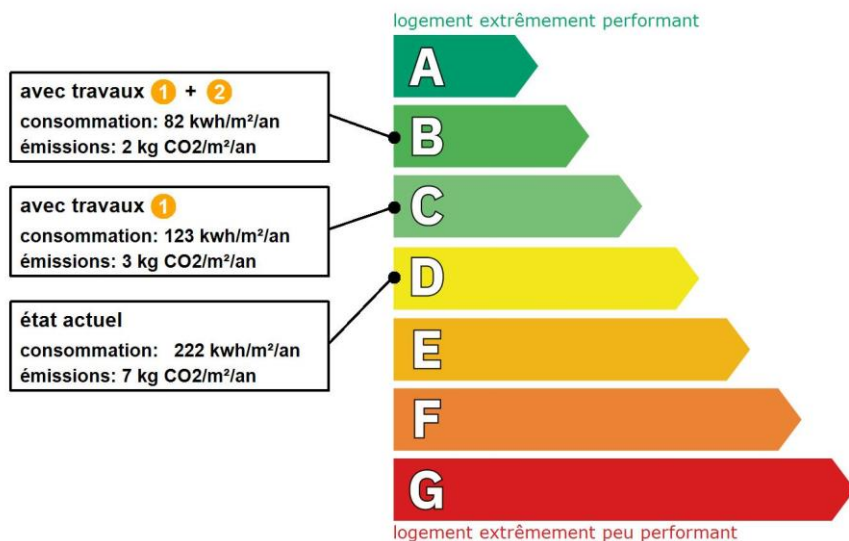 logement extrêmement performant
avec travaux 1 + 2
consommation: 82 kwh/m²/an
émissions: 2 kg CO2/m²/an
avec travaux 1
consommation: 123 kwh/m²/an
émissions: 3 kg CO2/m²/an
état actuel
consommation: 222 kwh/m²/an
émissions: 7 kg CO2/m²/an
A
B
C
D
E
F
G
logement extrêmement peu performant